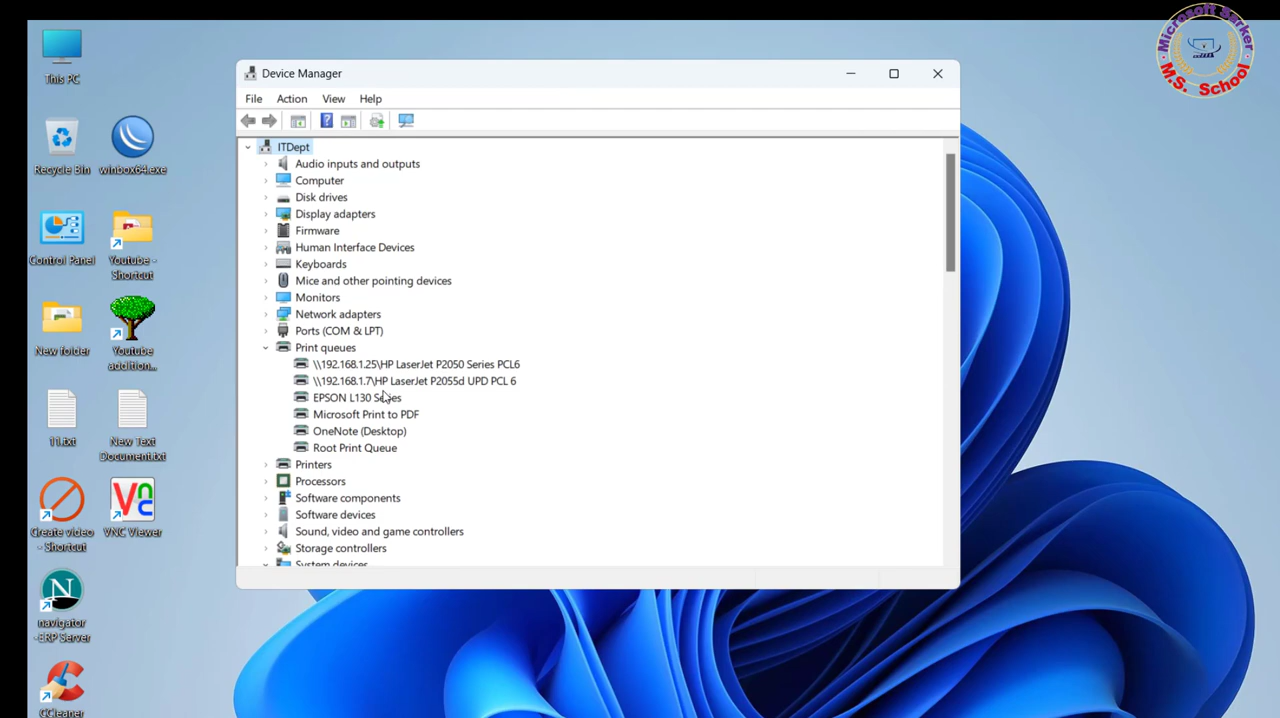 Microsoft Sarker
M.S. School
This PC
Recycle Bin
winbox64.exe
Control Panel
Youtube -
Shortcut
New folder
Youtube
addition...
11.txt
New Text
Document.txt
Create video
- Shortcut
VNC Viewer
navigator
-ERP Server
CCleaner
Device Manager
File Action View Help
ITDept
Audio inputs and outputs
Computer
Disk drives
Display adapters
Firmware
Human Interface Devices
Keyboards
Mice and other pointing devices
Monitors
Network adapters
Ports (COM & LPT)
Print queues
\\192.168.1.25\HP LaserJet P2050 Series PCL6
\\192.168.1.7\HP LaserJet P2055d UPD PCL 6
EPSON L130 Series
Microsoft Print to PDF
OneNote (Desktop)
Root Print Queue
Printers
Processors
Software components
Software devices
Sound, video and game controllers
Storage controllers
System devices